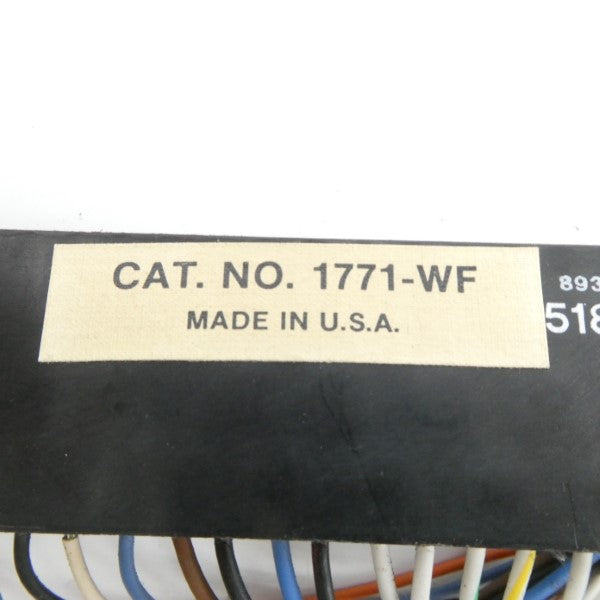 CAT. NO. 1771-WF
MADE IN U.S.A.
893
518